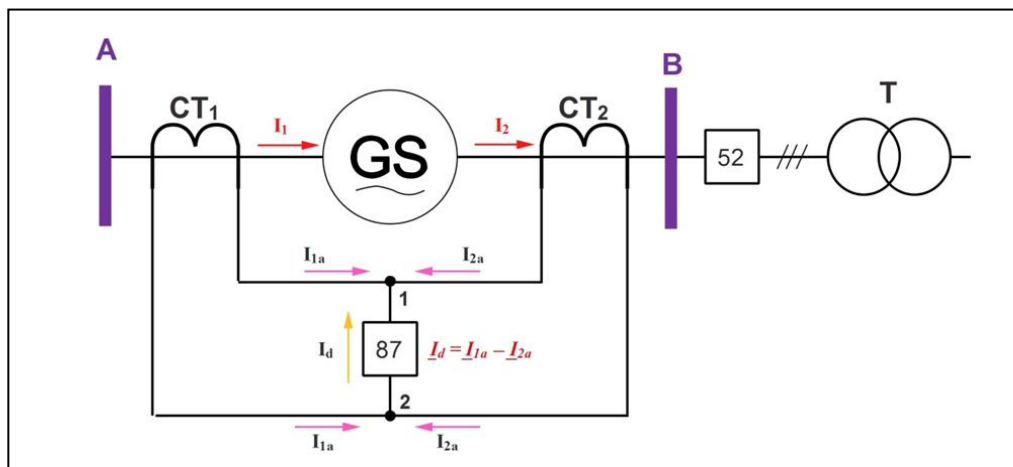 A
B
CT1
CT2
T
I1
I2
GS
52
I1a
I2a
1
Id
87
Id = I1a – I2a
2
I1a
I2a